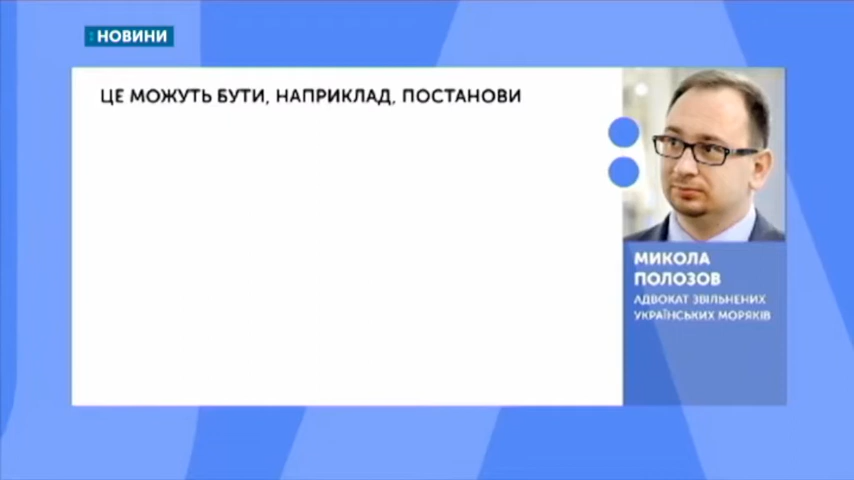 :НОВИНИ
ЦЕ МОЖУТЬ БУТИ, НАПРИКЛАД, ПОСТАНОВИ
МИКОЛА
ПОЛОЗОВ
АДВОКАТ ЗВІЛЬНЕНИХ
УКРАЇНСЬКИХ МОРЯКІВ